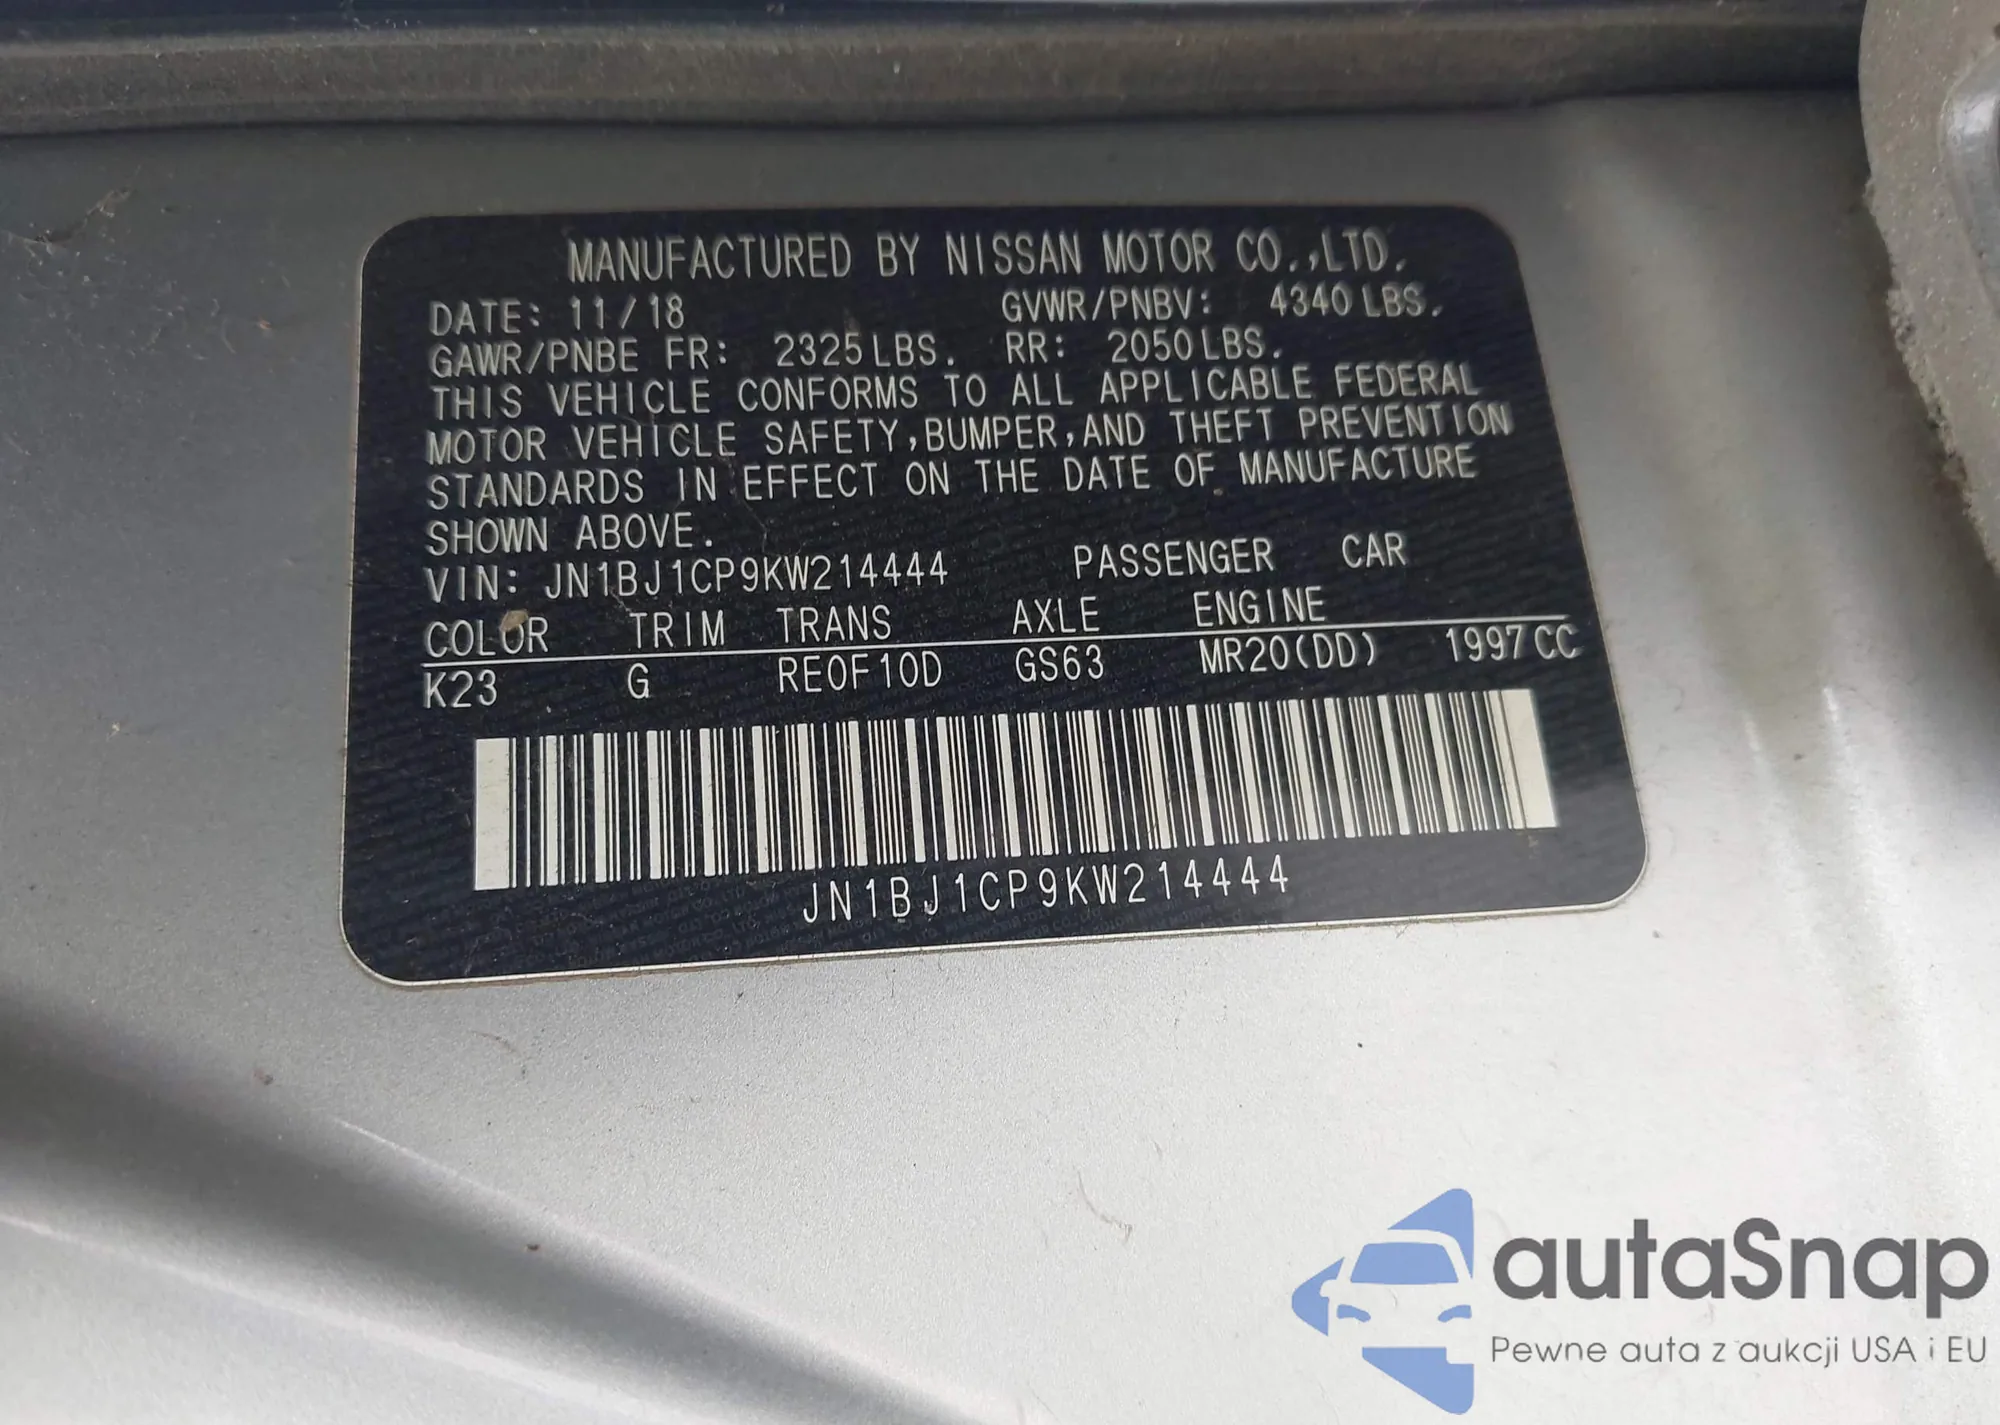 MANUFACTURED BY NISSAN MOTOR CO.,LTD.
DATE: 11/18 GVWR/PNBV: 4340 LBS.
GAWR/PNBE FR: 2325 LBS. RR: 2050 LBS.
THIS VEHICLE CONFORMS TO ALL APPLICABLE FEDERAL
MOTOR VEHICLE SAFETY,BUMPER,AND THEFT PREVENTION
STANDARDS IN EFFECT ON THE DATE OF MANUFACTURE
SHOWN ABOVE.
VIN: JN1BJ1CP9KW214444 PASSENGER CAR
COLOR TRIM TRANS AXLE ENGINE
K23 G RE0F10D GS63 MR20(DD) 1997 CC
JN1BJ1CP9KW214444
autaSnap
Pewne auta z aukcji USA i EU